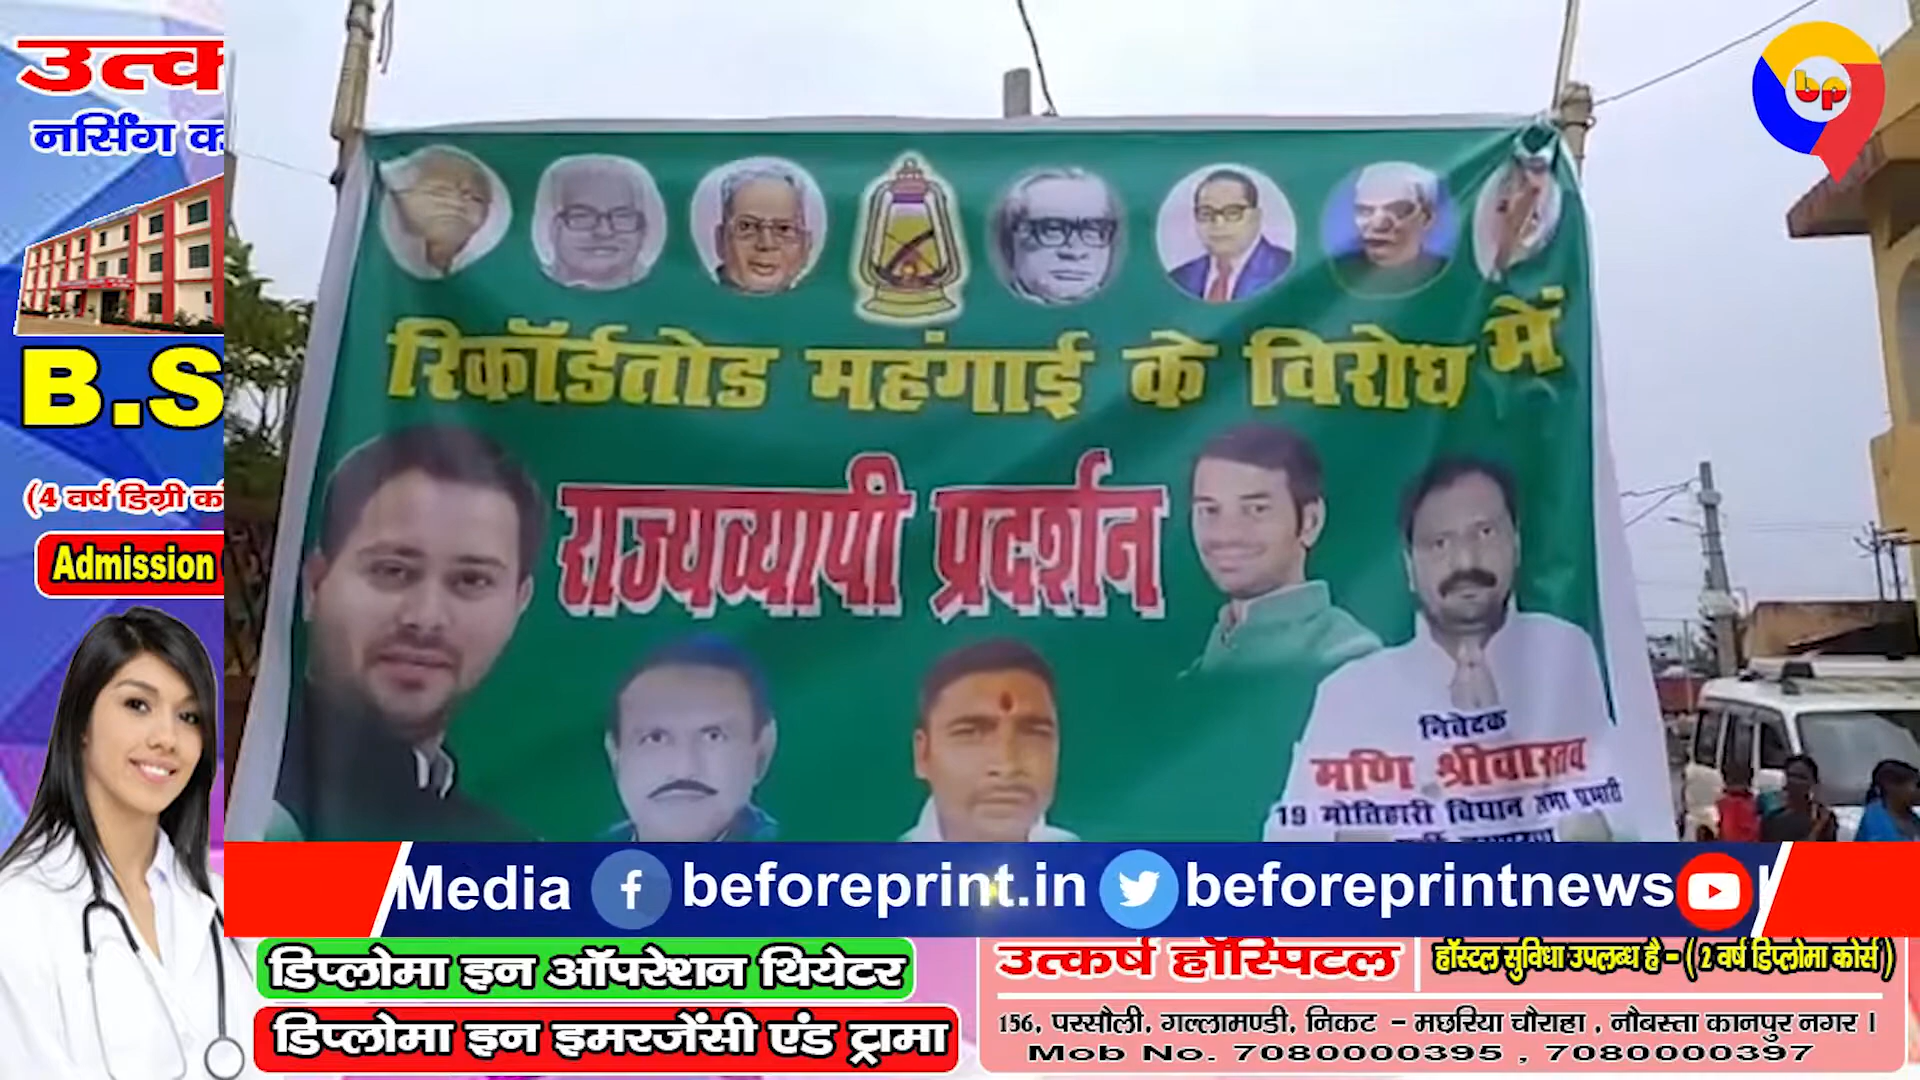 bp
उत्क
नर्सिंग क
B.S
(4 वर्ष डिग्री को
Admission
रिकॉर्डतोड महंगाई के विरोध में
राज्यव्यापी प्रदर्शन
निवेदक
मणि श्रीवास्तव
19 मोतिहारी विधान सभा प्रभारी
Media beforeprint.in beforeprintnews
डिप्लोमा इन ऑपरेशन थियेटर
डिप्लोमा इन इमरजेंसी एंड ट्रामा
उत्कर्ष हॉस्पिटल
हॉस्टल सुविधा उपलब्ध है - ( 2 वर्ष डिप्लोमा कोर्स )
156, परसौली, गल्लामण्डी, निकट - मछरिया चौराहा , नौबस्ता कानपुर नगर ।
Mob No. 7080000395 , 7080000397